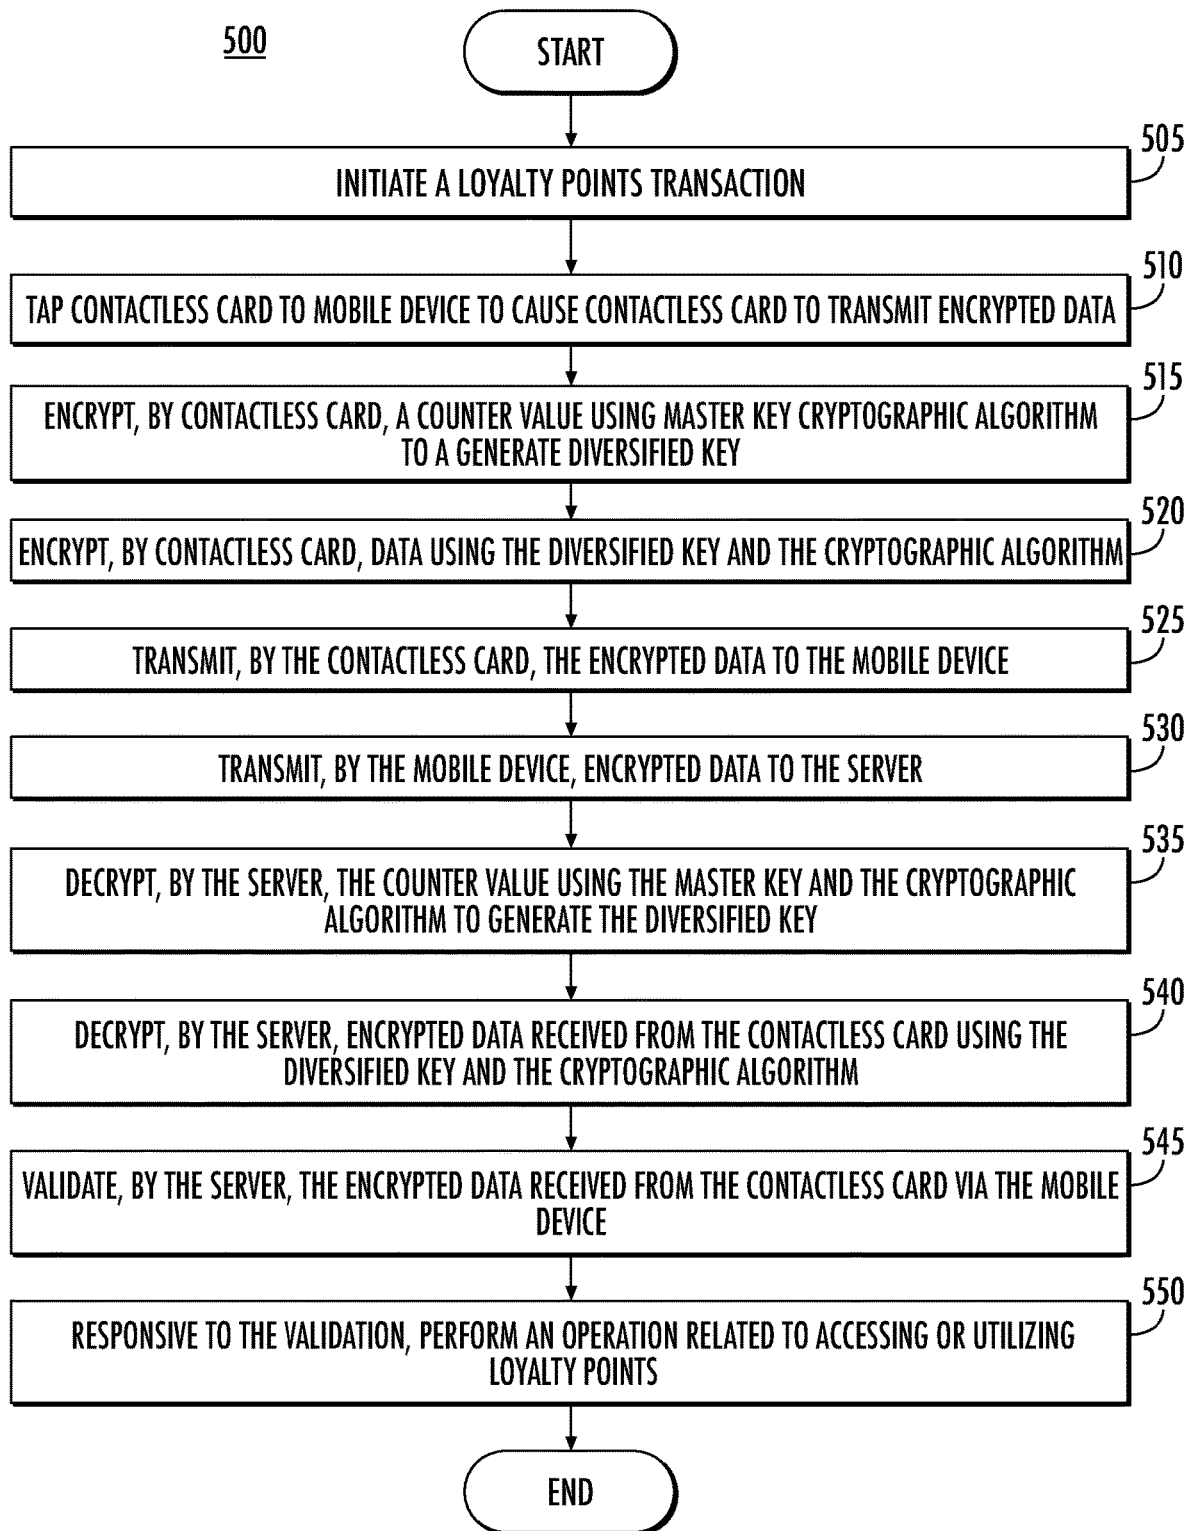 500
START
505
INITIATE A LOYALTY POINTS TRANSACTION
510
TAP CONTACTLESS CARD TO MOBILE DEVICE TO CAUSE CONTACTLESS CARD TO TRANSMIT ENCRYPTED DATA
515
ENCRYPT, BY CONTACTLESS CARD, A COUNTER VALUE USING MASTER KEY CRYPTOGRAPHIC ALGORITHM
TO A GENERATE DIVERSIFIED KEY
520
ENCRYPT, BY CONTACTLESS CARD, DATA USING THE DIVERSIFIED KEY AND THE CRYPTOGRAPHIC ALGORITHM
525
TRANSMIT, BY THE CONTACTLESS CARD, THE ENCRYPTED DATA TO THE MOBILE DEVICE
530
TRANSMIT, BY THE MOBILE DEVICE, ENCRYPTED DATA TO THE SERVER
535
DECRYPT, BY THE SERVER, THE COUNTER VALUE USING THE MASTER KEY AND THE CRYPTOGRAPHIC
ALGORITHM TO GENERATE THE DIVERSIFIED KEY
540
DECRYPT, BY THE SERVER, ENCRYPTED DATA RECEIVED FROM THE CONTACTLESS CARD USING THE
DIVERSIFIED KEY AND THE CRYPTOGRAPHIC ALGORITHM
545
VALIDATE, BY THE SERVER, THE ENCRYPTED DATA RECEIVED FROM THE CONTACTLESS CARD VIA THE MOBILE
DEVICE
550
RESPONSIVE TO THE VALIDATION, PERFORM AN OPERATION RELATED TO ACCESSING OR UTILIZING
LOYALTY POINTS
END